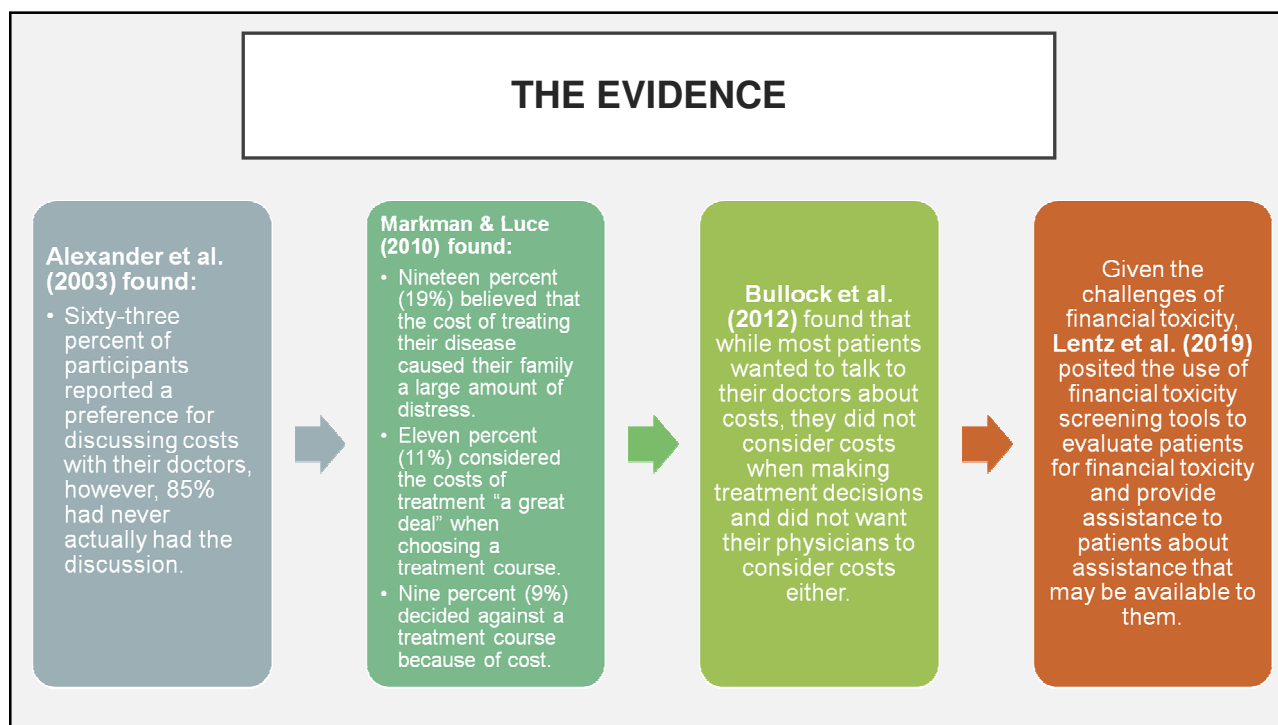 THE EVIDENCE
Alexander et al.
(2003) found:
• Sixty-three
percent of
participants
reported a
preference for
discussing costs
with their doctors,
however, 85%
had never
actually had the
discussion.
Markman & Luce
(2010) found:
• Nineteen percent
(19%) believed that
the cost of treating
their disease
caused their family
a large amount of
distress.
• Eleven percent
(11%) considered
the costs of
treatment “a great
deal” when
choosing a
treatment course.
• Nine percent (9%)
decided against a
treatment course
because of cost.
Bullock et al.
(2012) found that
while most patients
wanted to talk to
their doctors about
costs, they did not
consider costs
when making
treatment decisions
and did not want
their physicians to
consider costs
either.
Given the
challenges of
financial toxicity,
Lentz et al. (2019)
posited the use of
financial toxicity
screening tools to
evaluate patients
for financial toxicity
and provide
assistance to
patients about
assistance that
may be available to
them.